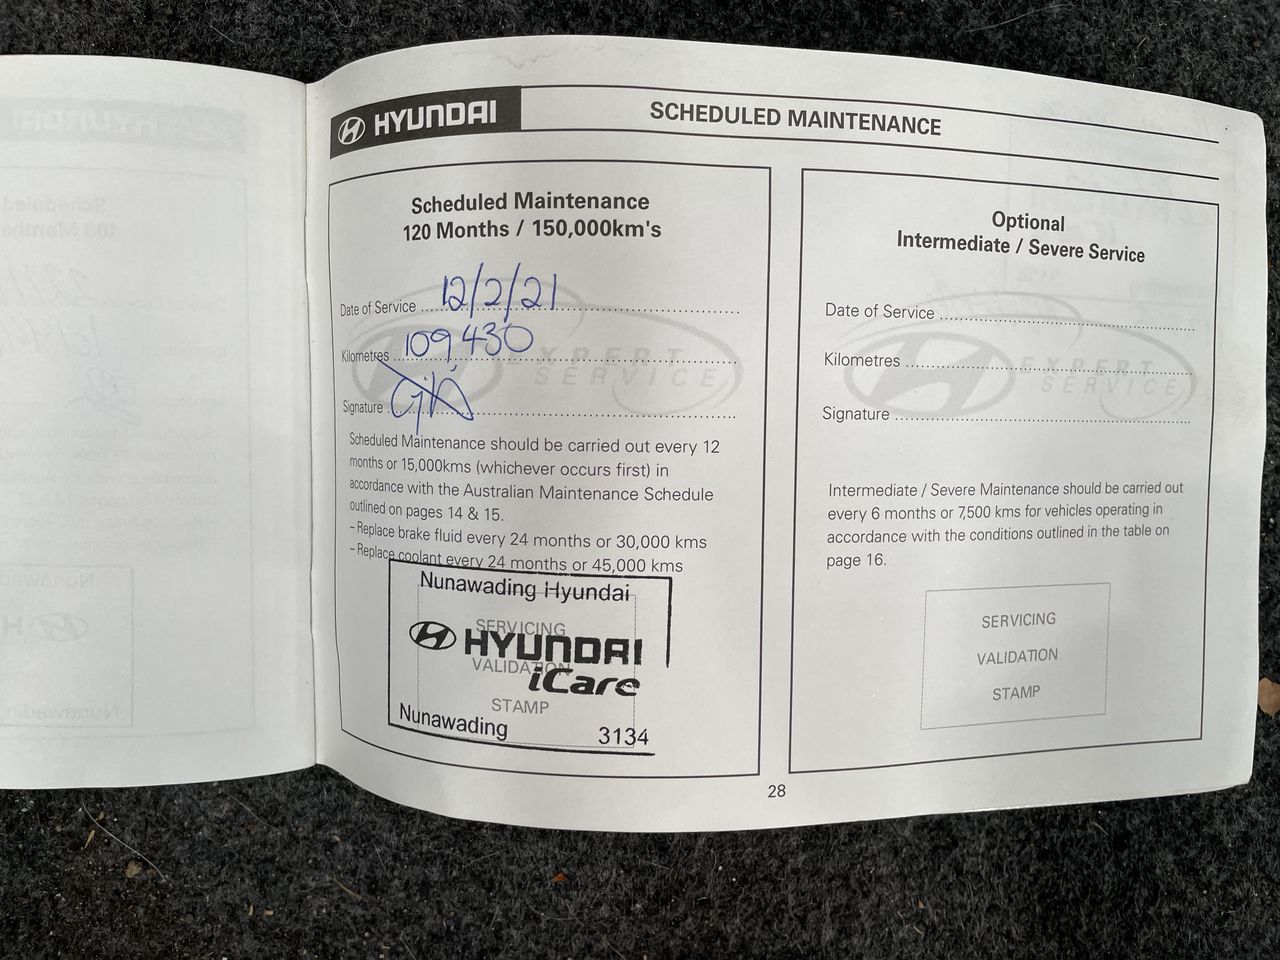 HYUNDAI
SCHEDULED MAINTENANCE
Scheduled Maintenance
120 Months / 150,000km's
Date of Service 12/2/21
Kilometres 109,430
Signature
EXPERT
SERVICE
Scheduled Maintenance should be carried out every 12
months or 15,000kms (whichever occurs first) in
accordance with the Australian Maintenance Schedule
outlined on pages 14 & 15.
- Replace brake fluid every 24 months or 30,000 kms
- Replace coolant every 24 months or 45,000 kms
Nunawading Hyundai
SERVICING
HYUNDAI
VALIDATION
iCare
STAMP
Nunawading 3134
Optional
Intermediate / Severe Service
Date of Service
Kilometres
EXPERT
SERVICE
Signature
Intermediate / Severe Maintenance should be carried out
every 6 months or 7,500 kms for vehicles operating in
accordance with the conditions outlined in the table on
page 16.
SERVICING
VALIDATION
STAMP
28